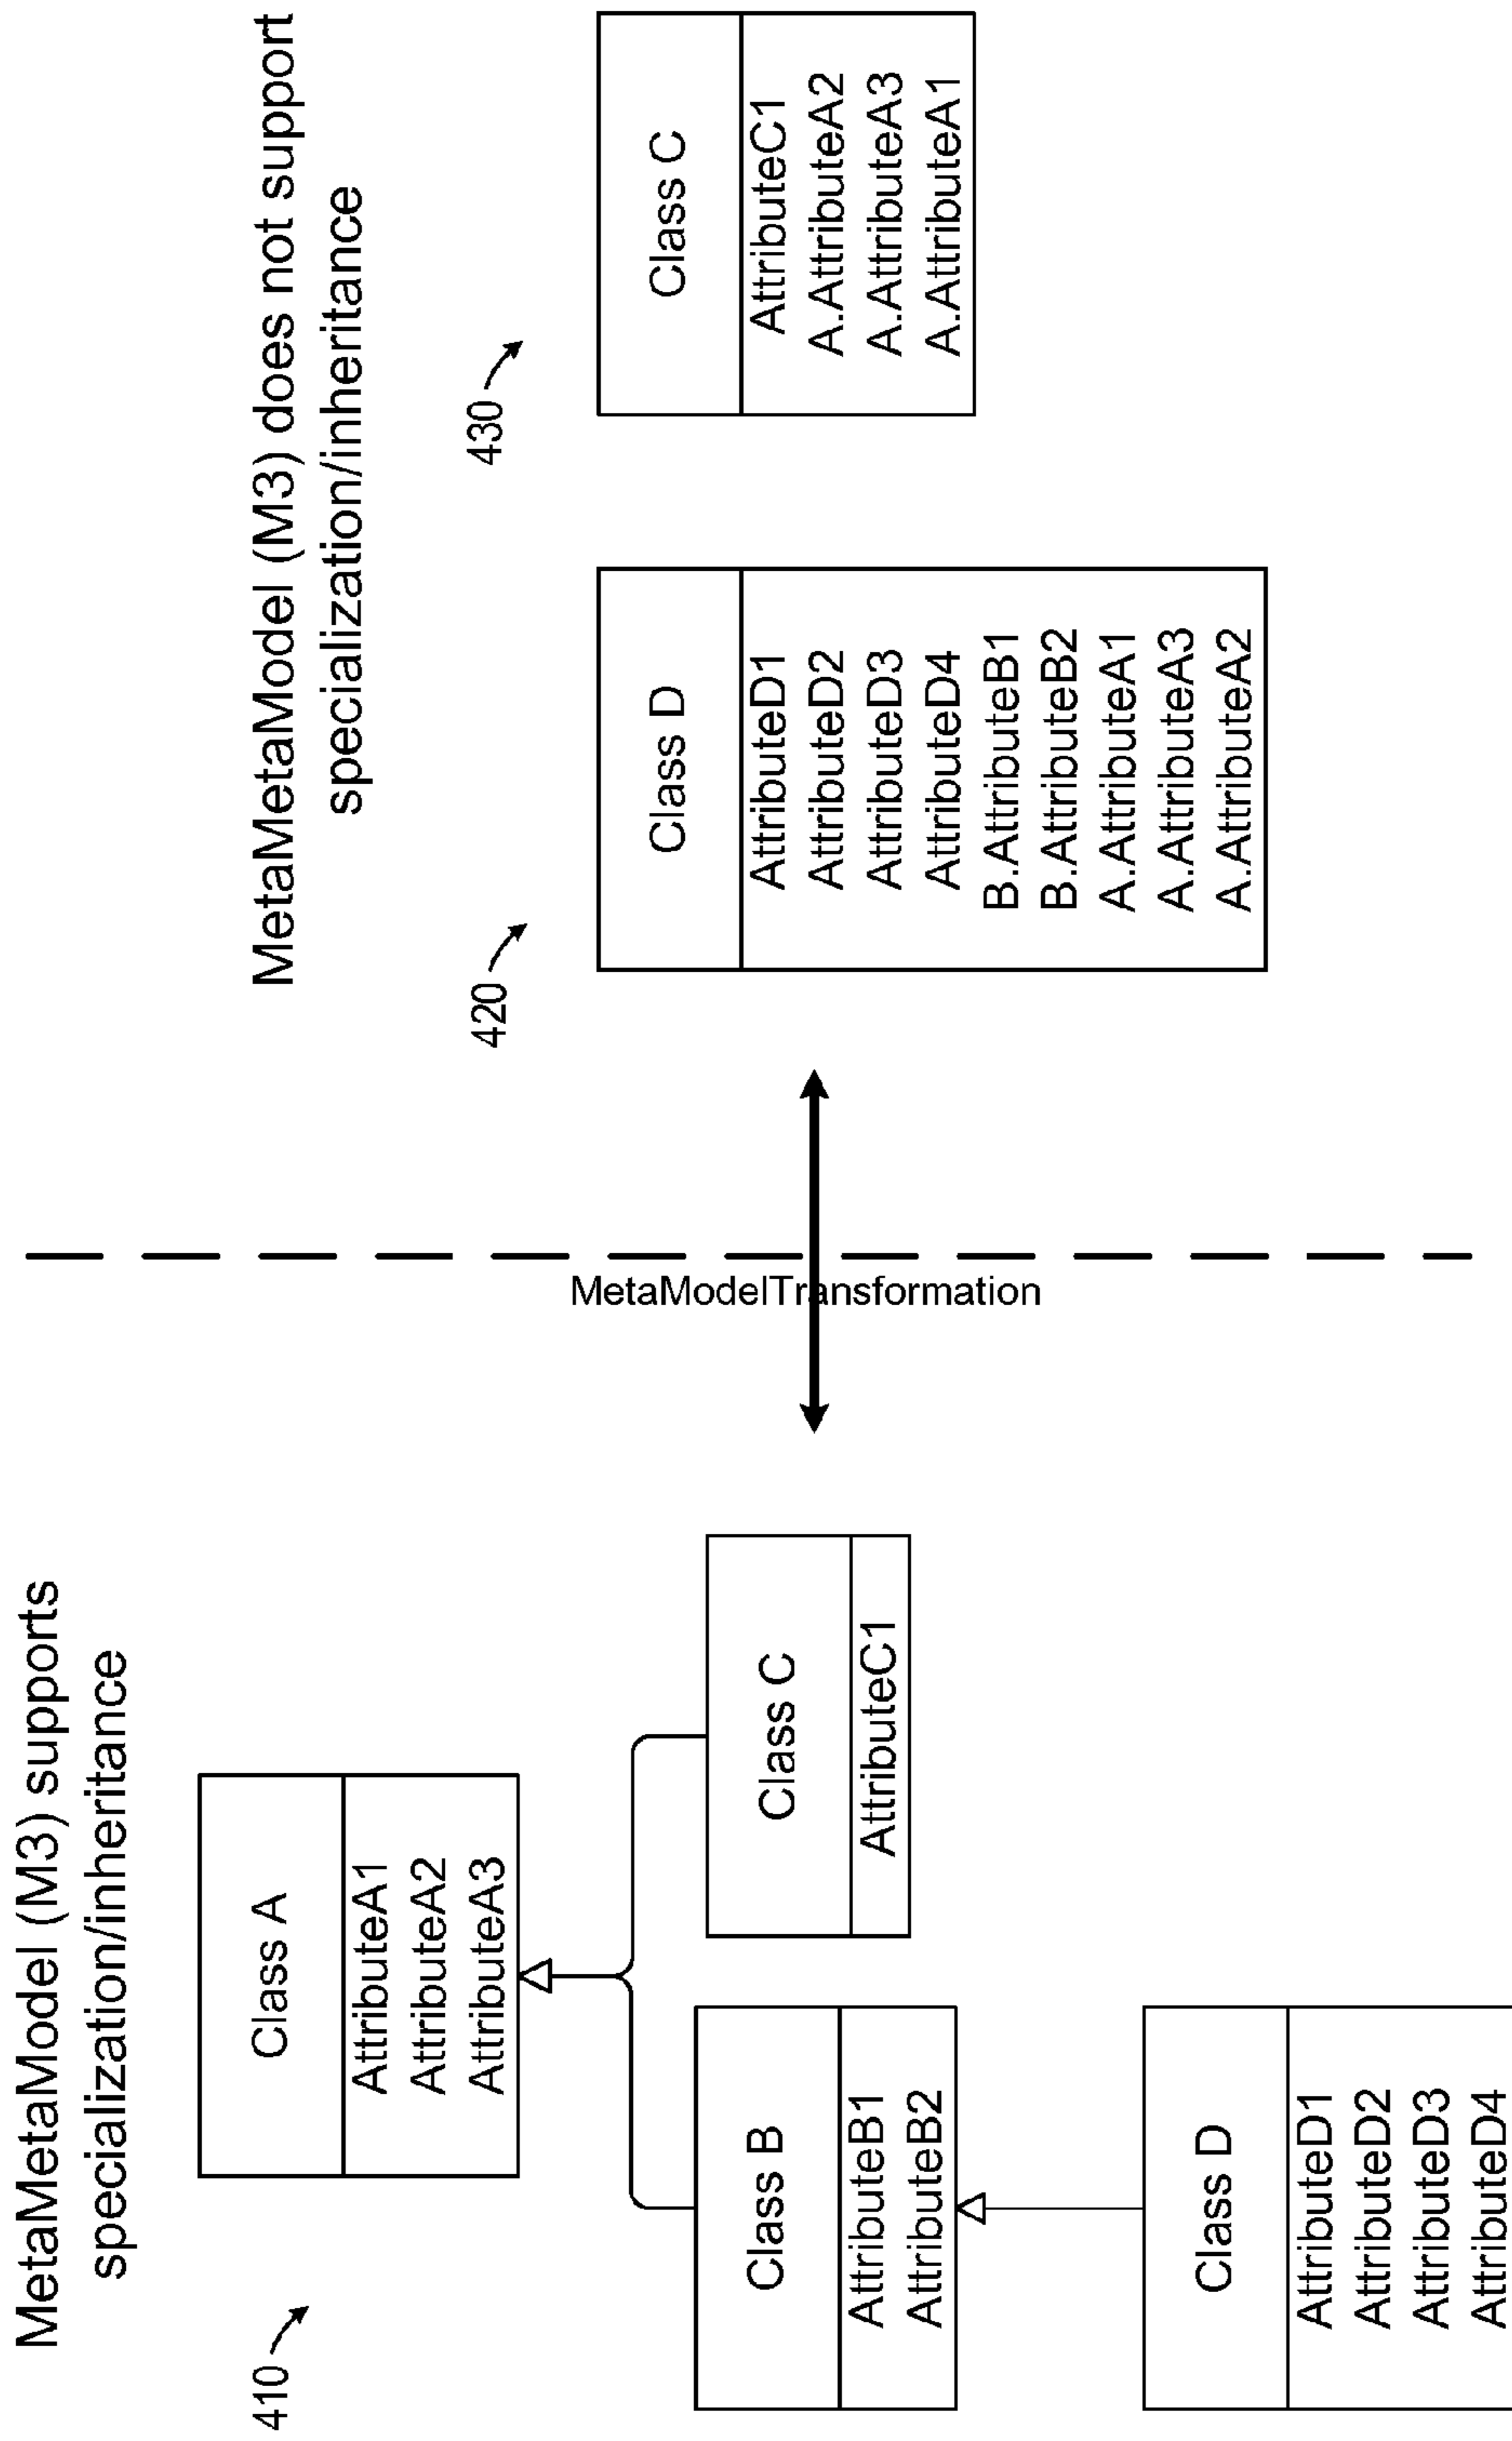 MetaMetaModel (M3) supports
specialization/inheritance
410
Class A
AttributeA1
AttributeA2
AttributeA3
Class B
AttributeB1
AttributeB2
Class C
AttributeC1
Class D
AttributeD1
AttributeD2
AttributeD3
AttributeD4
MetaModelTransformation
MetaMetaModel (M3) does not support
specialization/inheritance
420
Class D
AttributeD1
AttributeD2
AttributeD3
AttributeD4
B.AttributeB1
B.AttributeB2
A.AttributeA1
A.AttributeA3
A.AttributeA2
430
Class C
AttributeC1
A.AttributeA2
A.AttributeA3
A.AttributeA1